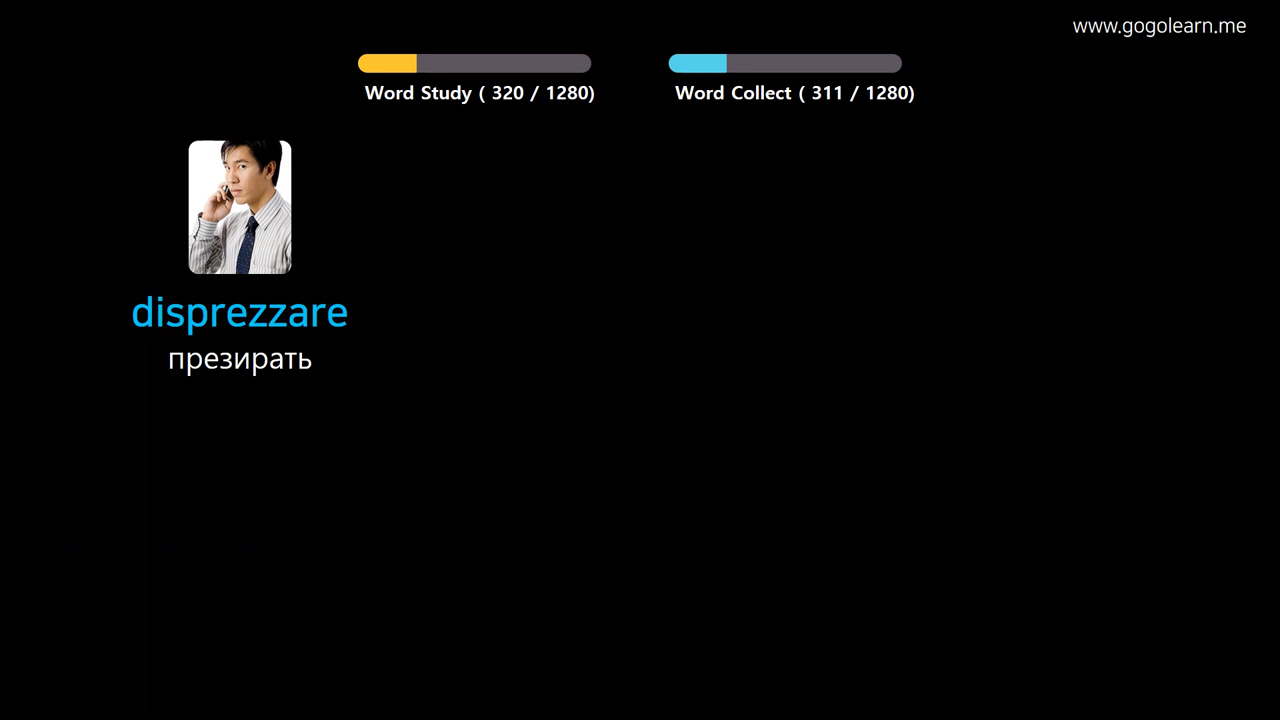 www.gogolearn.me
Word Study ( 320 / 1280)
Word Collect ( 311 / 1280)
disprezzare
презирать